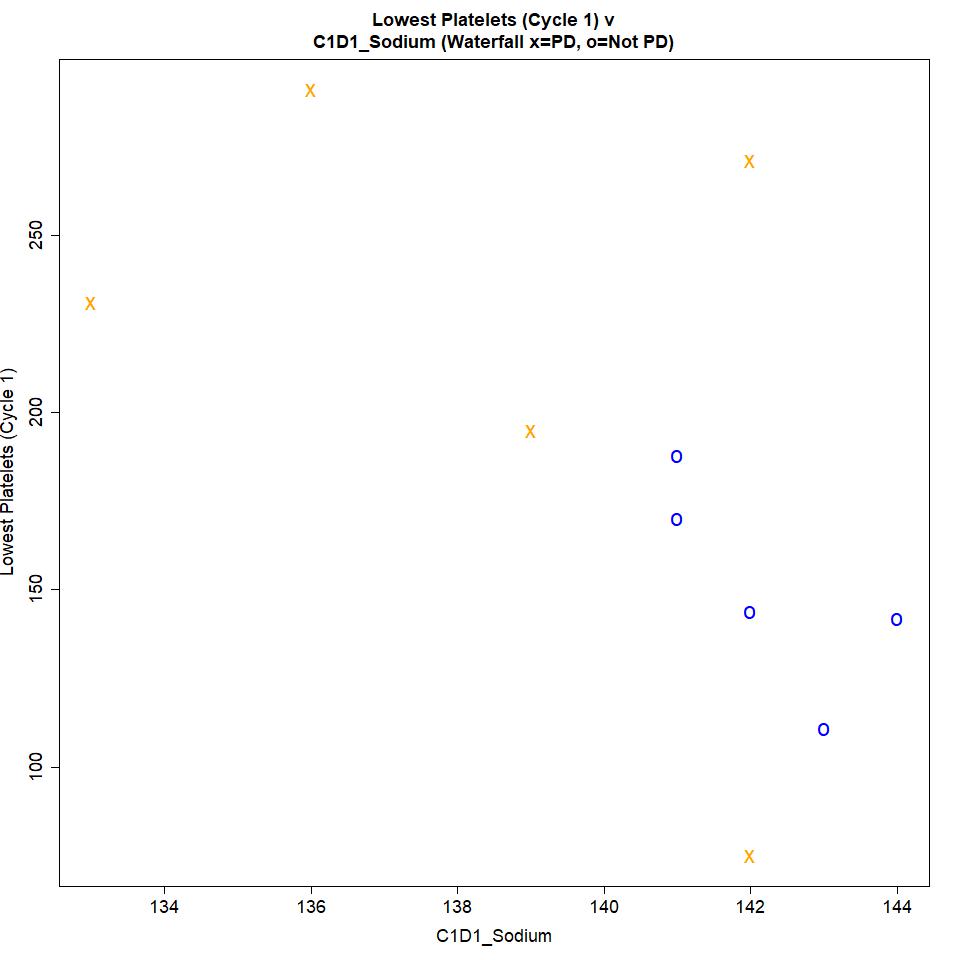 Lowest Platelets (Cycle 1) v
C1D1_Sodium (Waterfall x=PD, o=Not PD)
Lowest Platelets (Cycle 1)
250
200
150
100
X
X
X
X
O
O
O
O
O
X
134 136 138 140 142 144
C1D1_Sodium